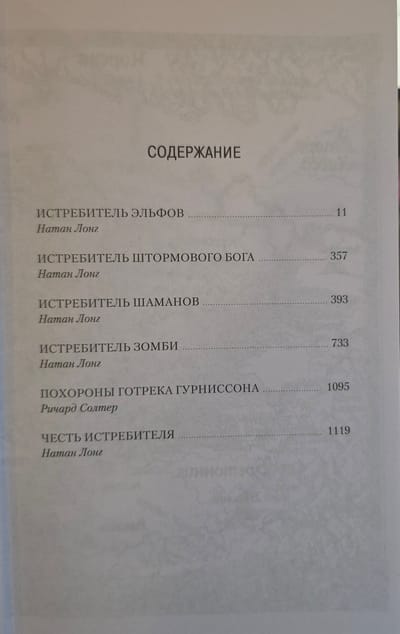 СОДЕРЖАНИЕ
ИСТРЕБИТЕЛЬ ЭЛЬФОВ 11
Натан Лонг
ИСТРЕБИТЕЛЬ ШТОРМОВОГО БОГА 357
Натан Лонг
ИСТРЕБИТЕЛЬ ШАМАНОВ 393
Натан Лонг
ИСТРЕБИТЕЛЬ ЗОМБИ 733
Натан Лонг
ПОХОРОНЫ ГОТРЕКА ГУРНИССОНА 1095
Ричард Солтер
ЧЕСТЬ ИСТРЕБИТЕЛЯ 1119
Натан Лонг